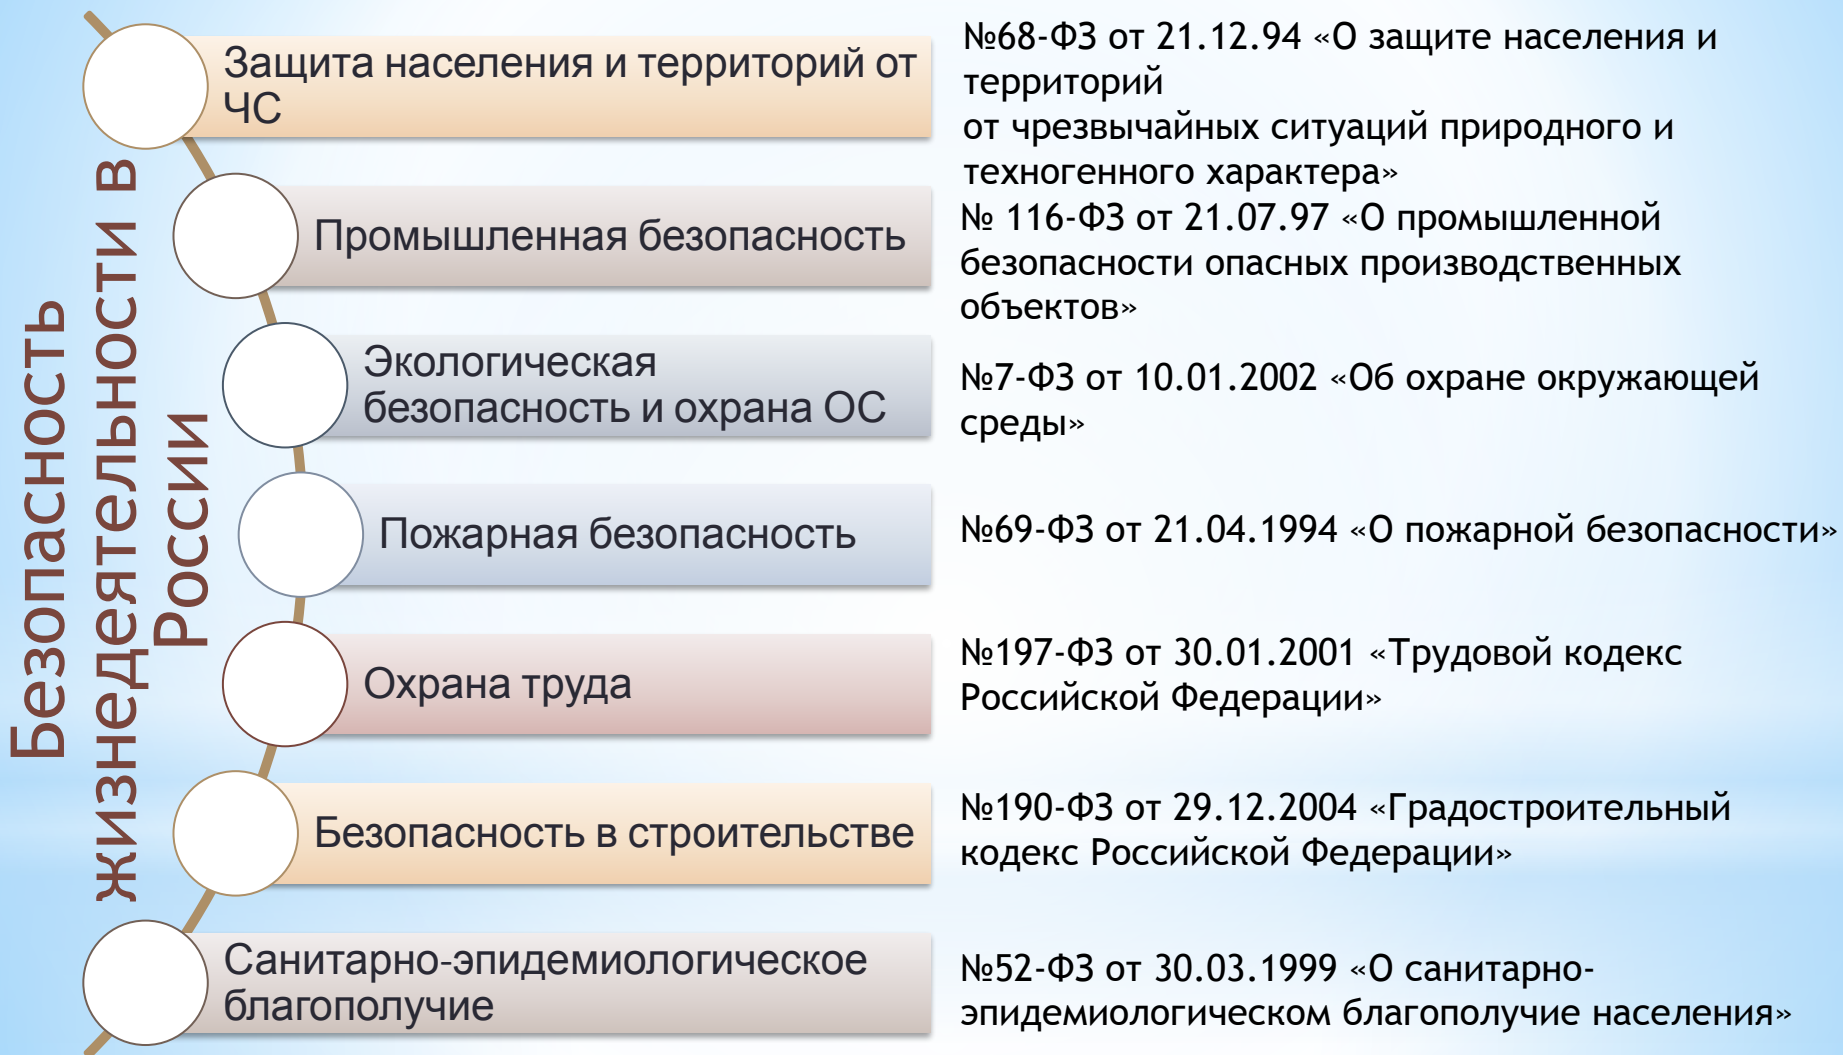 Безопасность
жизнедеятельности в
России
Защита населения и территорий от
ЧС
№68-ФЗ от 21.12.94 «О защите населения и
территорий
от чрезвычайных ситуаций природного и
техногенного характера»
Промышленная безопасность
№ 116-ФЗ от 21.07.97 «О промышленной
безопасности опасных производственных
объектов»
Экологическая
безопасность и охрана ОС
№7-ФЗ от 10.01.2002 «Об охране окружающей
среды»
Пожарная безопасность
№69-ФЗ от 21.04.1994 «О пожарной безопасности»
Охрана труда
№197-ФЗ от 30.01.2001 «Трудовой кодекс
Российской Федерации»
Безопасность в строительстве
№190-ФЗ от 29.12.2004 «Градостроительный
кодекс Российской Федерации»
Санитарно-эпидемиологическое
благополучие
№52-ФЗ от 30.03.1999 «О санитарно-
эпидемиологическом благополучие населения»